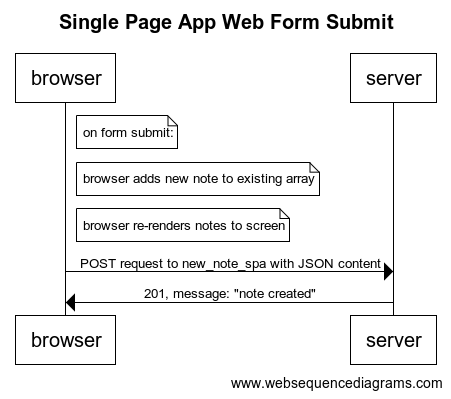 Single Page App Web Form Submit
browser
server
on form submit:
browser adds new note to existing array
browser re-renders notes to screen
POST request to new_note_spa with JSON content
201, message: "note created"
browser
server
www.websequencediagrams.com